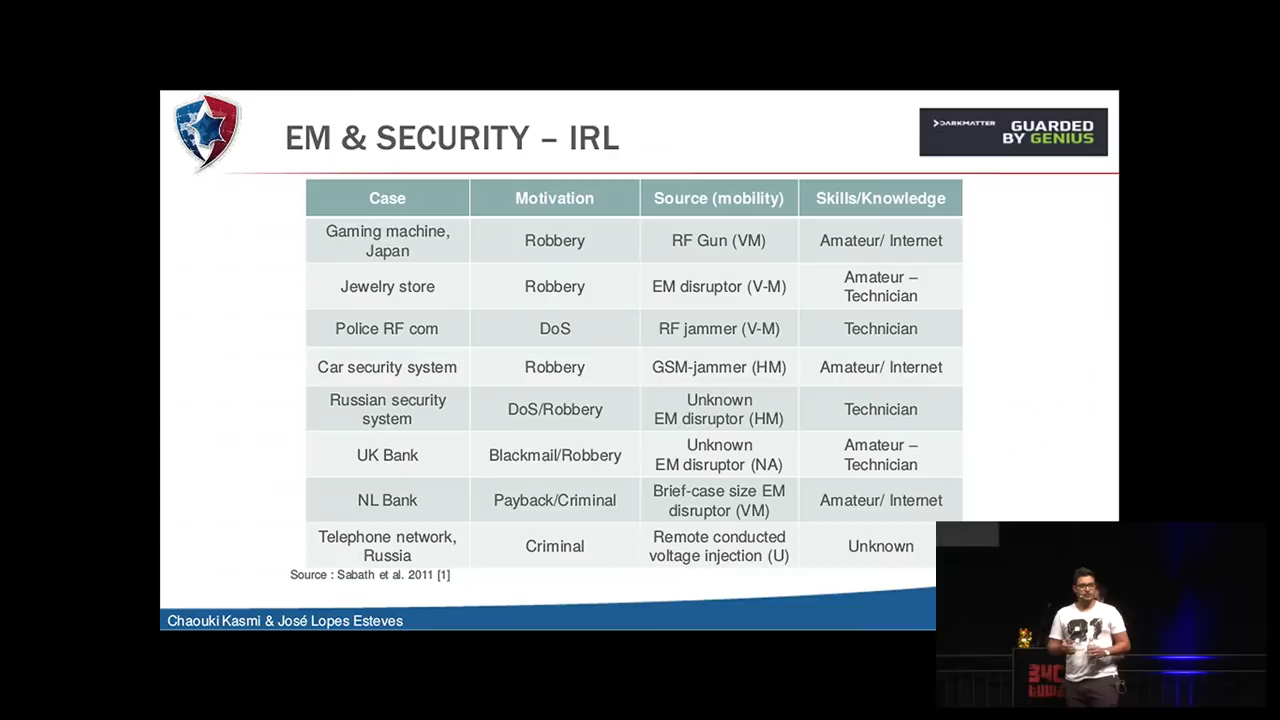 EM & SECURITY – IRL
DARKMATTER
GUARDED
BY GENIUS
Case Motivation Source (mobility) Skills/Knowledge
Gaming machine,
Japan
Robbery
RF Gun (VM)
Amateur/ Internet
Jewelry store
Robbery
EM disruptor (V-M)
Amateur –
Technician
Police RF com
DoS
RF jammer (V-M)
Technician
Car security system
Robbery
GSM-jammer (HM)
Amateur/ Internet
Russian security
system
DoS/Robbery
Unknown
EM disruptor (HM)
Technician
UK Bank
Blackmail/Robbery
Unknown
EM disruptor (NA)
Amateur –
Technician
NL Bank
Payback/Criminal
Brief-case size EM
disruptor (VM)
Amateur/ Internet
Telephone network,
Russia
Criminal
Remote conducted
voltage injection (U)
Unknown
Source : Sabath et al. 2011 [1]
Chaouki Kasmi & José Lopes Esteves
81
34C
tuwat